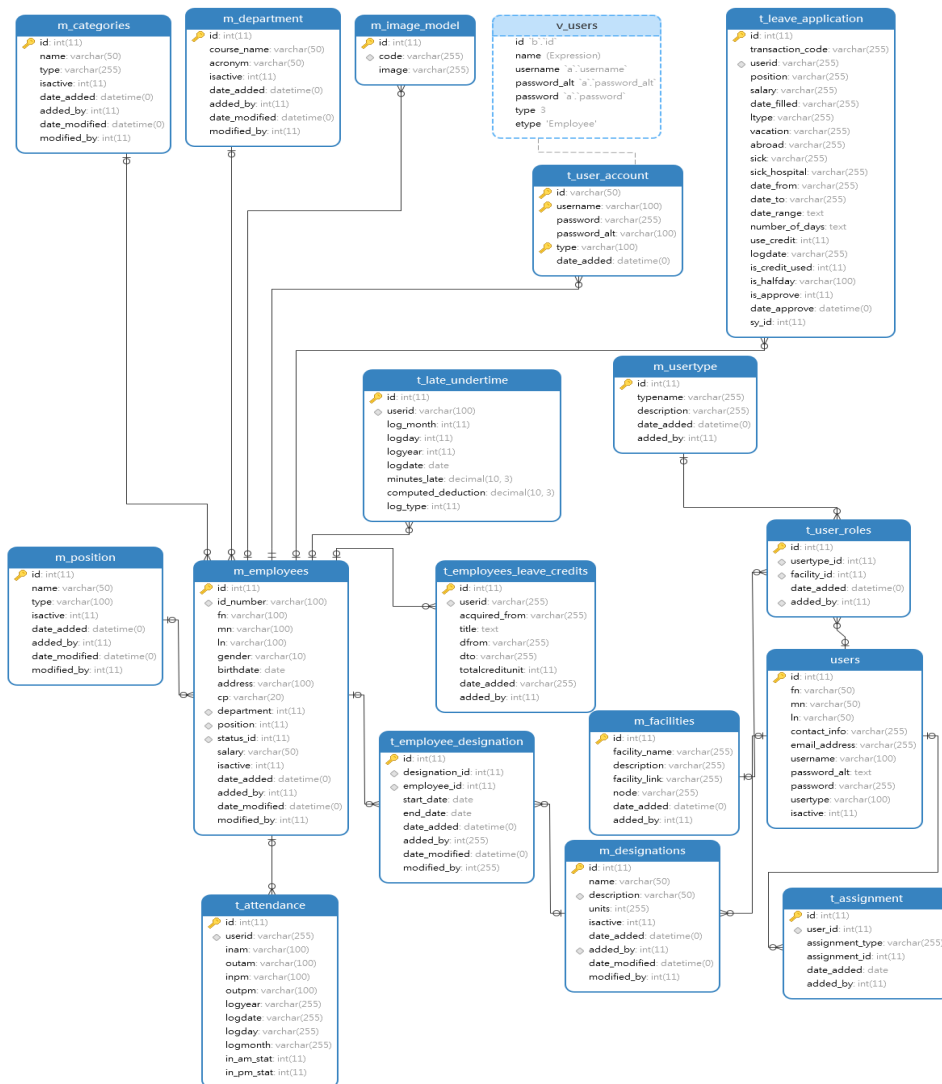 m_categories
id: int(11)
name: varchar(50)
type: varchar(255)
isactive: int(11)
date_added: datetime(0)
added_by: int(11)
date_modified: datetime(0)
modified_by: int(11)
m_department
id: int(11)
course_name: varchar(50)
acronym: varchar(50)
isactive: int(11)
date_added: datetime(0)
added_by: int(11)
date_modified: datetime(0)
modified_by: int(11)
m_image_model
id: int(11)
code: varchar(255)
image: varchar(255)
v_users
id `b`.`id`
name (Expression)
username `a`.`username`
password_alt `a`.`password_alt`
password `a`.`password`
type 3
etype 'Employee'
t_leave_application
id: int(11)
transaction_code: varchar(255)
userid: varchar(255)
position: varchar(255)
salary: varchar(255)
date_filled: varchar(255)
ltype: varchar(255)
vacation: varchar(255)
abroad: varchar(255)
sick: varchar(255)
sick_hospital: varchar(255)
date_from: varchar(255)
date_to: varchar(255)
date_range: text
number_of_days: text
use_credit: int(11)
logdate: varchar(255)
is_credit_used: int(11)
is_halfday: varchar(100)
is_approve: int(11)
date_approve: datetime(0)
sy_id: int(11)
t_user_account
id: varchar(50)
username: varchar(100)
password: varchar(255)
password_alt: varchar(100)
type: varchar(100)
date_added: datetime(0)
t_late_undertime
id: int(11)
userid: varchar(100)
log_month: int(11)
logday: int(11)
logyear: int(11)
logdate: date
minutes_late: decimal(10, 3)
computed_deduction: decimal(10, 3)
log_type: int(11)
m_usertype
id: int(11)
typename: varchar(255)
description: varchar(255)
date_added: datetime(0)
added_by: int(11)
t_user_roles
id: int(11)
usertype_id: int(11)
facility_id: int(11)
date_added: datetime(0)
added_by: int(11)
m_position
id: int(11)
name: varchar(50)
type: varchar(100)
isactive: int(11)
date_added: datetime(0)
added_by: int(11)
date_modified: datetime(0)
modified_by: int(11)
m_employees
id: int(11)
id_number: varchar(100)
fn: varchar(100)
mn: varchar(100)
ln: varchar(100)
gender: varchar(10)
birthdate: date
address: varchar(100)
cp: varchar(20)
department: int(11)
position: int(11)
status_id: int(11)
salary: varchar(50)
isactive: int(11)
date_added: datetime(0)
added_by: int(11)
date_modified: datetime(0)
modified_by: int(11)
t_employees_leave_credits
id: int(11)
userid: varchar(255)
acquired_from: varchar(255)
title: text
dfrom: varchar(255)
dto: varchar(255)
totalcreditunit: int(11)
date_added: varchar(255)
added_by: int(11)
users
id: int(11)
fn: varchar(50)
mn: varchar(50)
ln: varchar(50)
contact_info: varchar(255)
email_address: varchar(255)
username: varchar(100)
password_alt: text
password: varchar(255)
usertype: varchar(100)
isactive: int(11)
m_facilities
id: int(11)
facility_name: varchar(255)
description: varchar(255)
facility_link: varchar(255)
node: varchar(255)
date_added: datetime(0)
added_by: int(11)
t_employee_designation
id: int(11)
designation_id: int(11)
employee_id: int(11)
start_date: date
end_date: date
date_added: datetime(0)
added_by: int(255)
date_modified: datetime(0)
modified_by: int(255)
m_designations
id: int(11)
name: varchar(50)
description: varchar(50)
units: int(255)
isactive: int(11)
date_added: datetime(0)
added_by: int(11)
date_modified: datetime(0)
modified_by: int(11)
t_attendance
id: int(11)
userid: varchar(255)
inam: varchar(100)
outam: varchar(100)
inpm: varchar(100)
outpm: varchar(100)
logyear: varchar(255)
logdate: varchar(255)
logday: varchar(255)
logmonth: varchar(255)
in_am_stat: int(11)
in_pm_stat: int(11)
t_assignment
id: int(11)
user_id: int(11)
assignment_type: varchar(255)
assignment_id: int(11)
date_added: date
added_by: int(11)